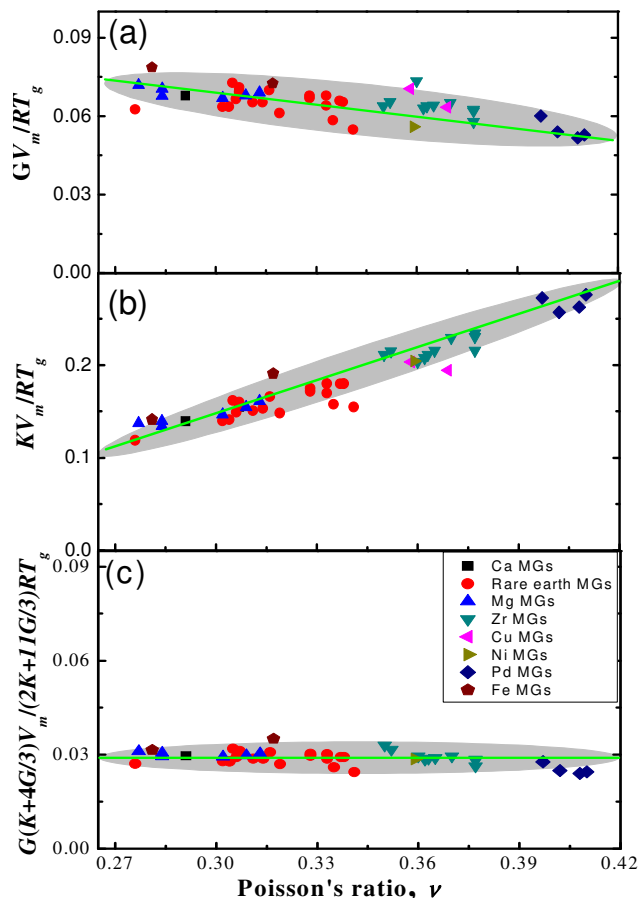 (a)
0.09
0.06
0.03
0.00
GV_m/RT_g
(b)
0.2
0.1
0.0
KV_m/RT_g
(c)
0.09
0.06
0.03
0.00
G(K+4G/3)V_m/(2K+11G/3)RT_g
Ca MGs
Rare earth MGs
Mg MGs
Zr MGs
Cu MGs
Ni MGs
Pd MGs
Fe MGs
0.27 0.30 0.33 0.36 0.39 0.42
Poisson's ratio, ν